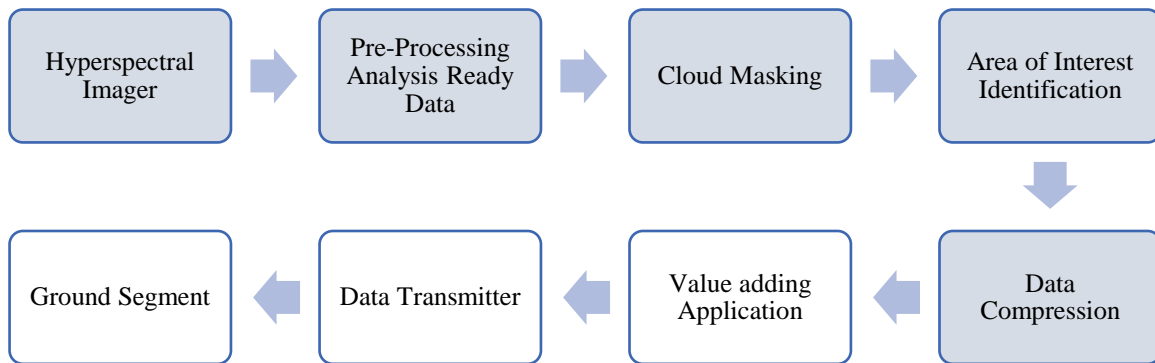 Hyperspectral
Imager
Pre-Processing
Analysis Ready
Data
Cloud Masking
Area of Interest
Identification
Data
Compression
Value adding
Application
Data Transmitter
Ground Segment